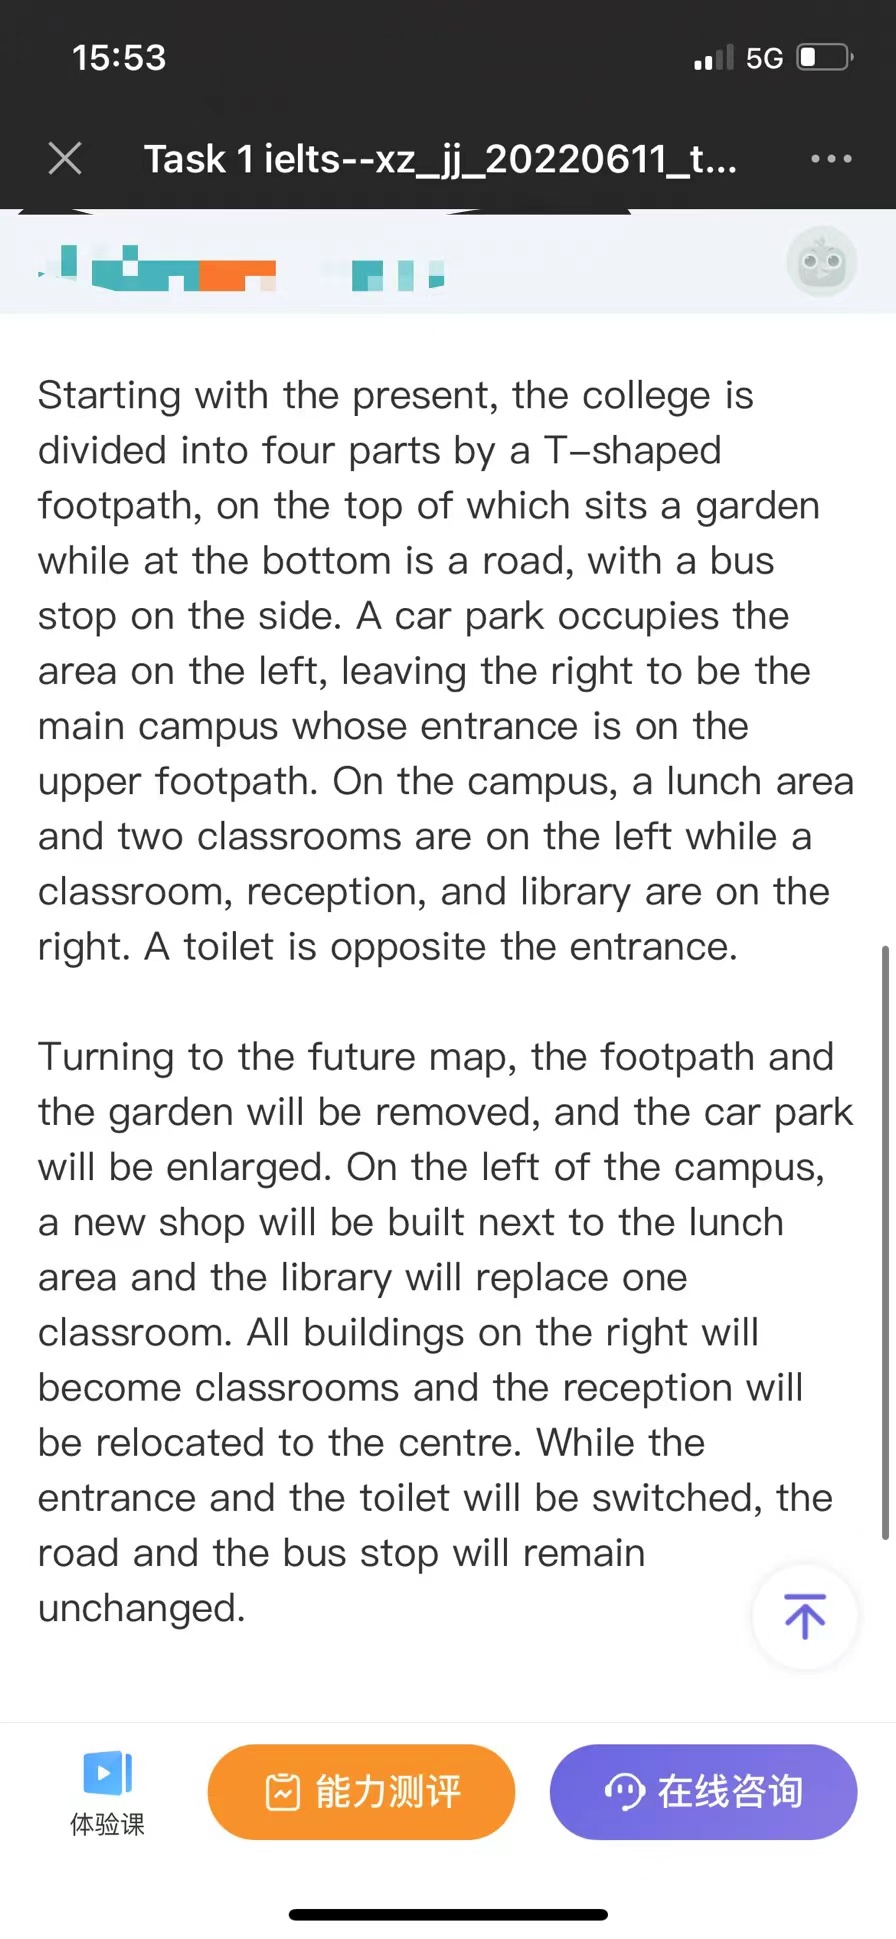 15:53
5G
Task 1 ielts--xz_jj_20220611_t...
Starting with the present, the college is
divided into four parts by a T-shaped
footpath, on the top of which sits a garden
while at the bottom is a road, with a bus
stop on the side. A car park occupies the
area on the left, leaving the right to be the
main campus whose entrance is on the
upper footpath. On the campus, a lunch area
and two classrooms are on the left while a
classroom, reception, and library are on the
right. A toilet is opposite the entrance.
Turning to the future map, the footpath and
the garden will be removed, and the car park
will be enlarged. On the left of the campus,
a new shop will be built next to the lunch
area and the library will replace one
classroom. All buildings on the right will
become classrooms and the reception will
be relocated to the centre. While the
entrance and the toilet will be switched, the
road and the bus stop will remain
unchanged.
体验课
能力测评
在线咨询